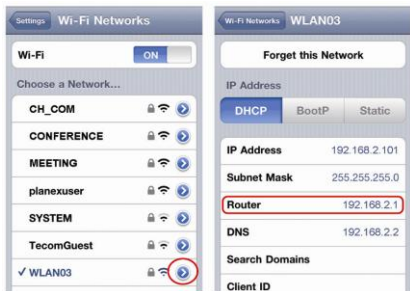 Settings Wi-Fi Networks
Wi-Fi ON
Choose a Network...
CH_COM
CONFERENCE
MEETING
planexuser
SYSTEM
TecomGuest
✓ WLAN03
Wi-Fi Networks WLAN03
Forget this Network
IP Address
DHCP BootP Static
IP Address 192.168.2.101
Subnet Mask 255.255.255.0
Router 192.168.2.1
DNS 192.168.2.2
Search Domains
Client ID